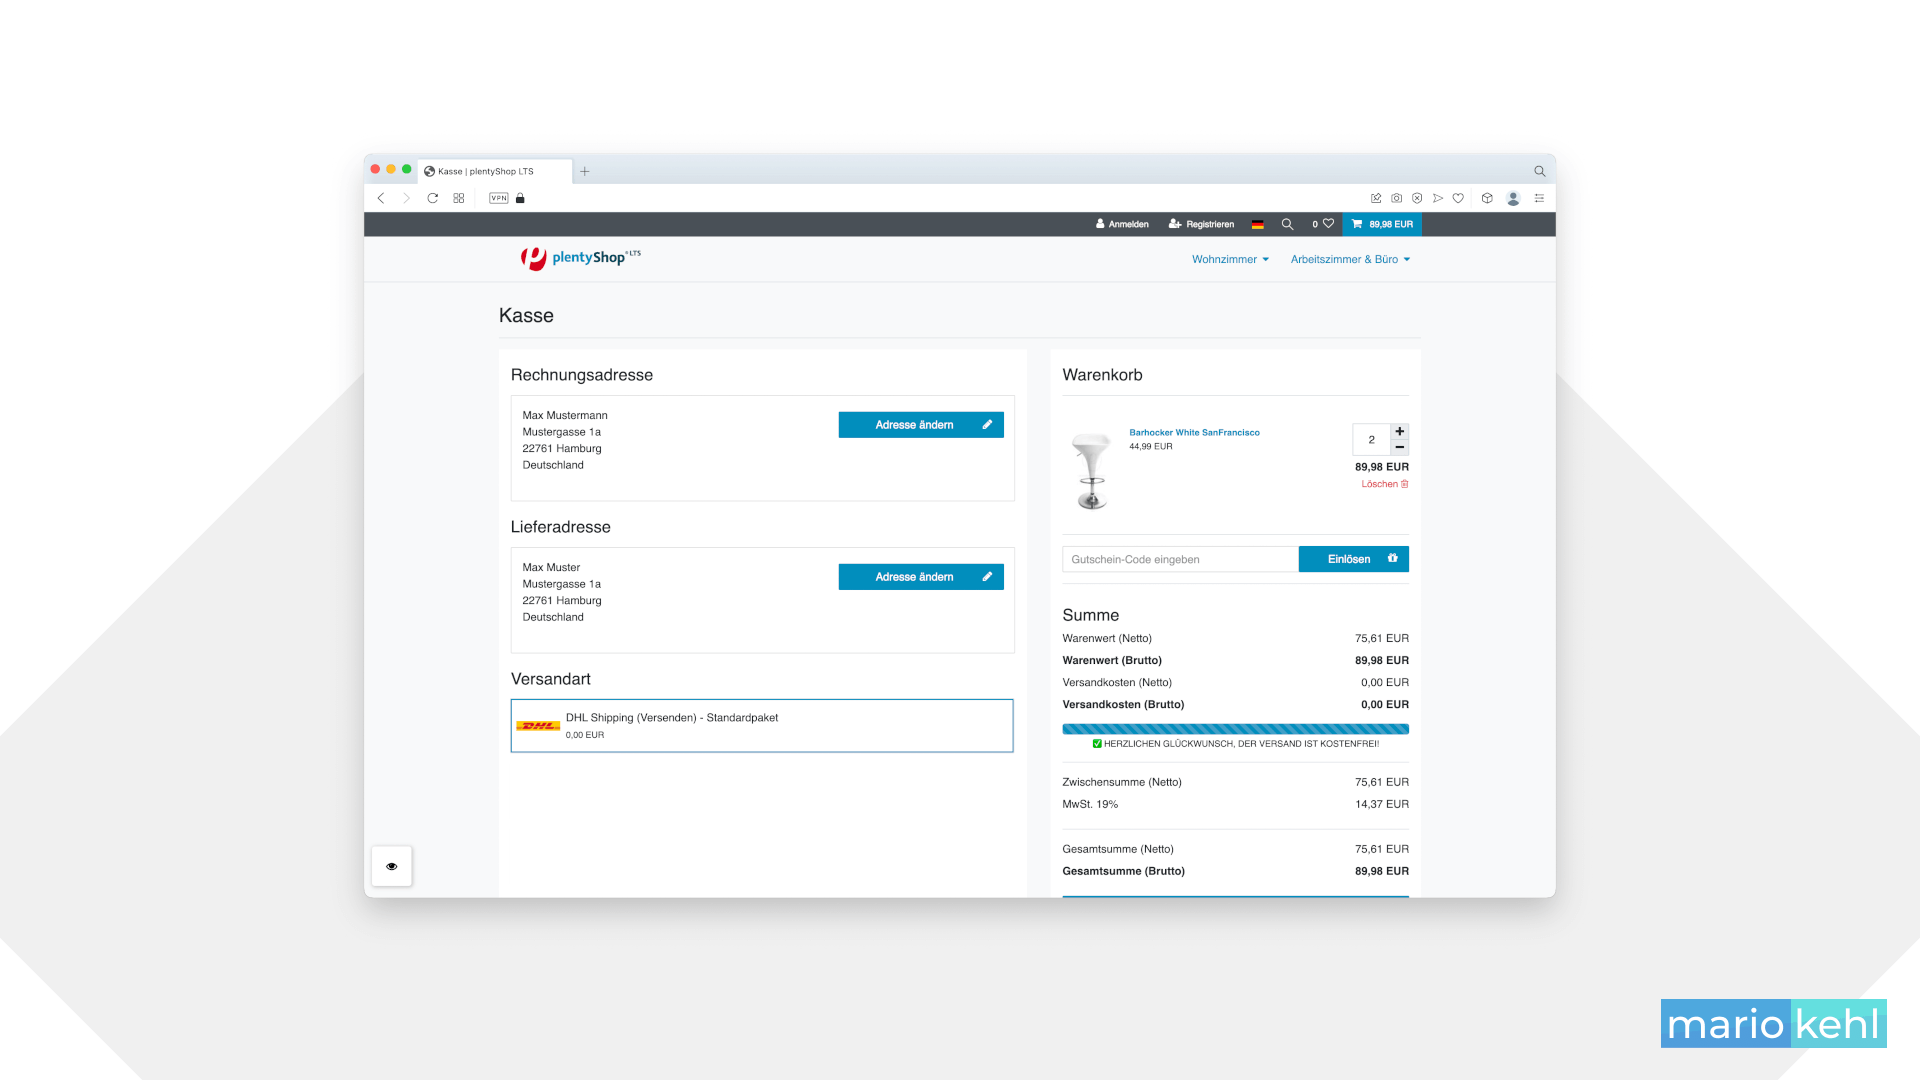 Kasse | plentyShop LTS
VPN
Anmelden
Registrieren
0
89,98 EUR
plentyShop®LTS
Wohnzimmer
Arbeitszimmer & Büro
Kasse
Rechnungsadresse
Max Mustermann
Mustergasse 1a
22761 Hamburg
Deutschland
Adresse ändern
Lieferadresse
Max Muster
Mustergasse 1a
22761 Hamburg
Deutschland
Adresse ändern
Versandart
DHL
DHL Shipping (Versenden) - Standardpaket
0,00 EUR
Warenkorb
Barhocker White SanFrancisco
44,99 EUR
2
89,98 EUR
Löschen
Gutschein-Code eingeben
Einlösen
Summe
Warenwert (Netto) 75,61 EUR
Warenwert (Brutto) 89,98 EUR
Versandkosten (Netto) 0,00 EUR
Versandkosten (Brutto) 0,00 EUR
✅ HERZLICHEN GLÜCKWUNSCH, DER VERSAND IST KOSTENFREI!
Zwischensumme (Netto) 75,61 EUR
MwSt. 19% 14,37 EUR
Gesamtsumme (Netto) 75,61 EUR
Gesamtsumme (Brutto) 89,98 EUR
mario kehl